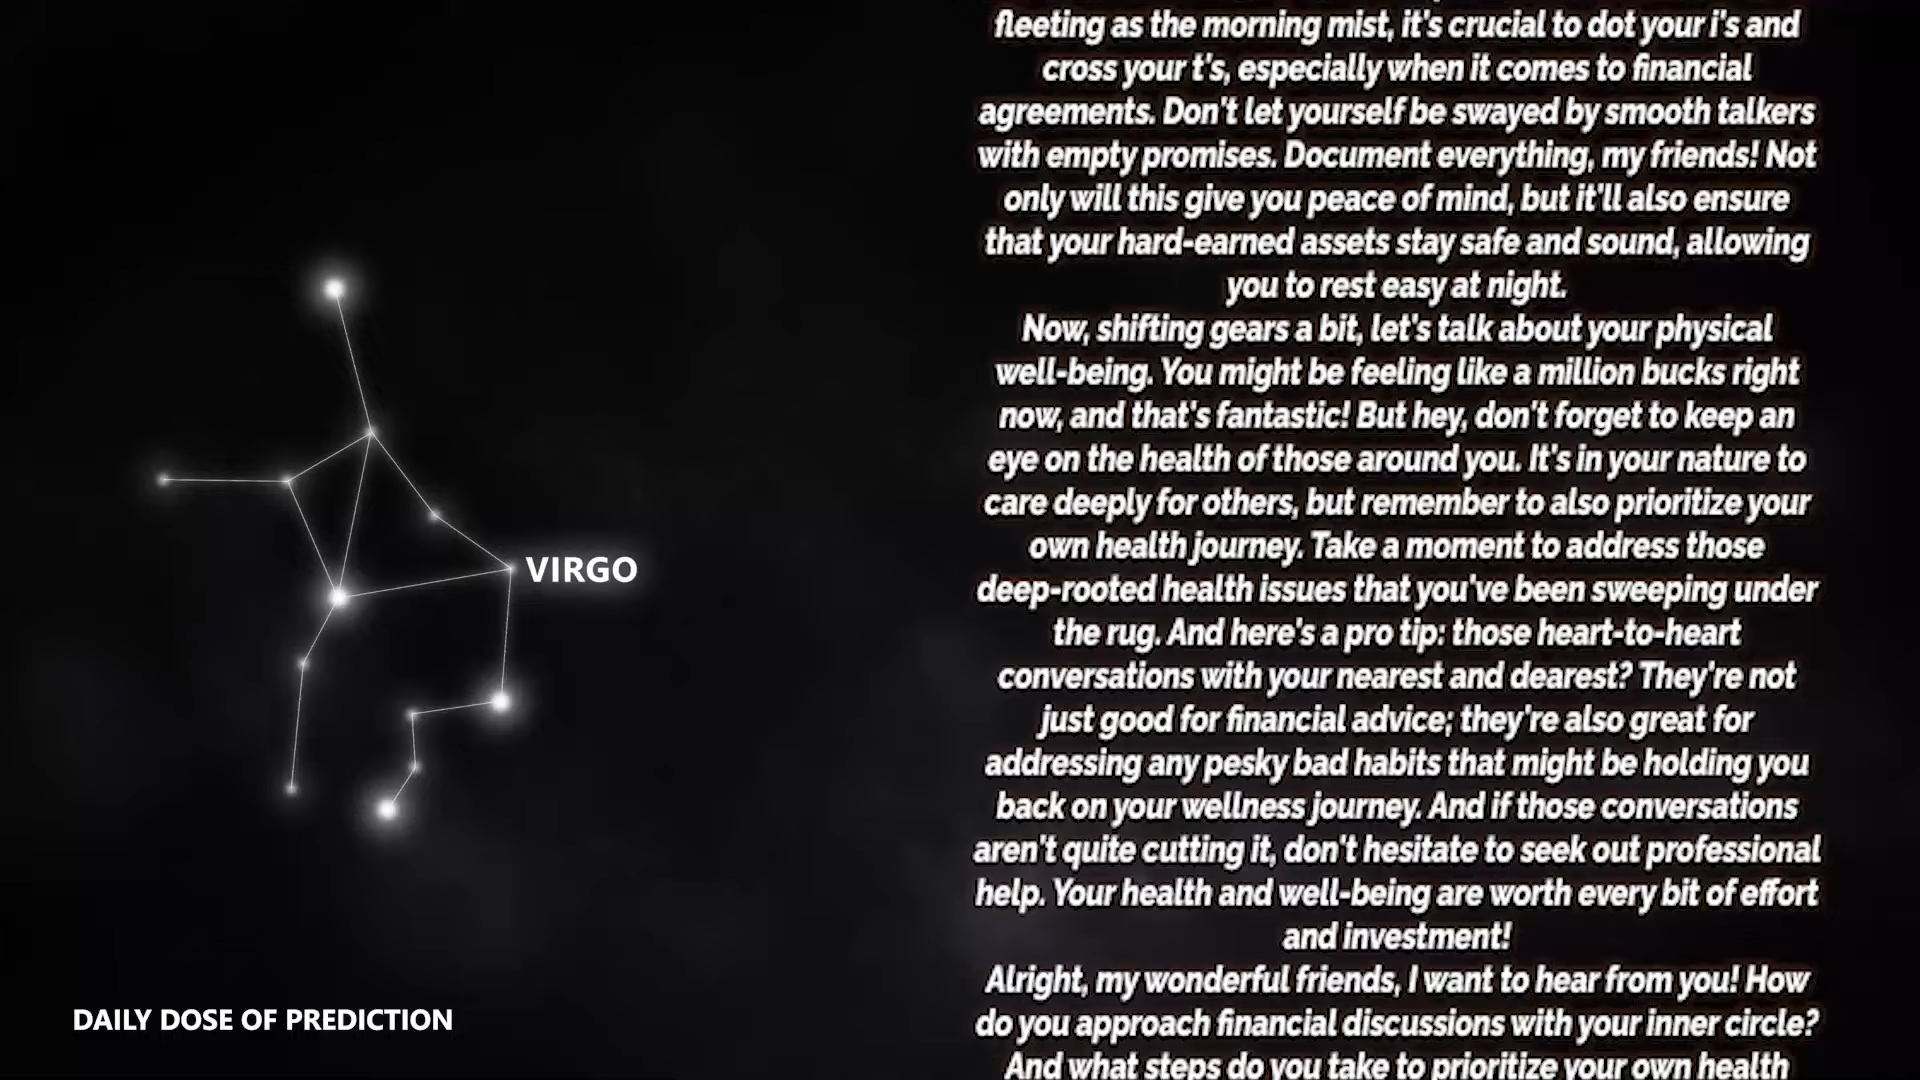 fleeting as the morning mist, it's crucial to dot your i's and
cross your t's, especially when it comes to financial
agreements. Don't let yourself be swayed by smooth talkers
with empty promises. Document everything, my friends! Not
only will this give you peace of mind, but it'll also ensure
that your hard-earned assets stay safe and sound, allowing
you to rest easy at night.
Now, shifting gears a bit, let's talk about your physical
well-being. You might be feeling like a million bucks right
now, and that's fantastic! But hey, don't forget to keep an
eye on the health of those around you. It's in your nature to
care deeply for others, but remember to also prioritize your
own health journey. Take a moment to address those
deep-rooted health issues that you've been sweeping under
the rug. And here's a pro tip: those heart-to-heart
conversations with your nearest and dearest? They're not
just good for financial advice; they're also great for
addressing any pesky bad habits that might be holding you
back on your wellness journey. And if those conversations
aren't quite cutting it, don't hesitate to seek out professional
help. Your health and well-being are worth every bit of effort
and investment!
Alright, my wonderful friends, I want to hear from you! How
do you approach financial discussions with your inner circle?
And what steps do you take to prioritize your own health
VIRGO
DAILY DOSE OF PREDICTION